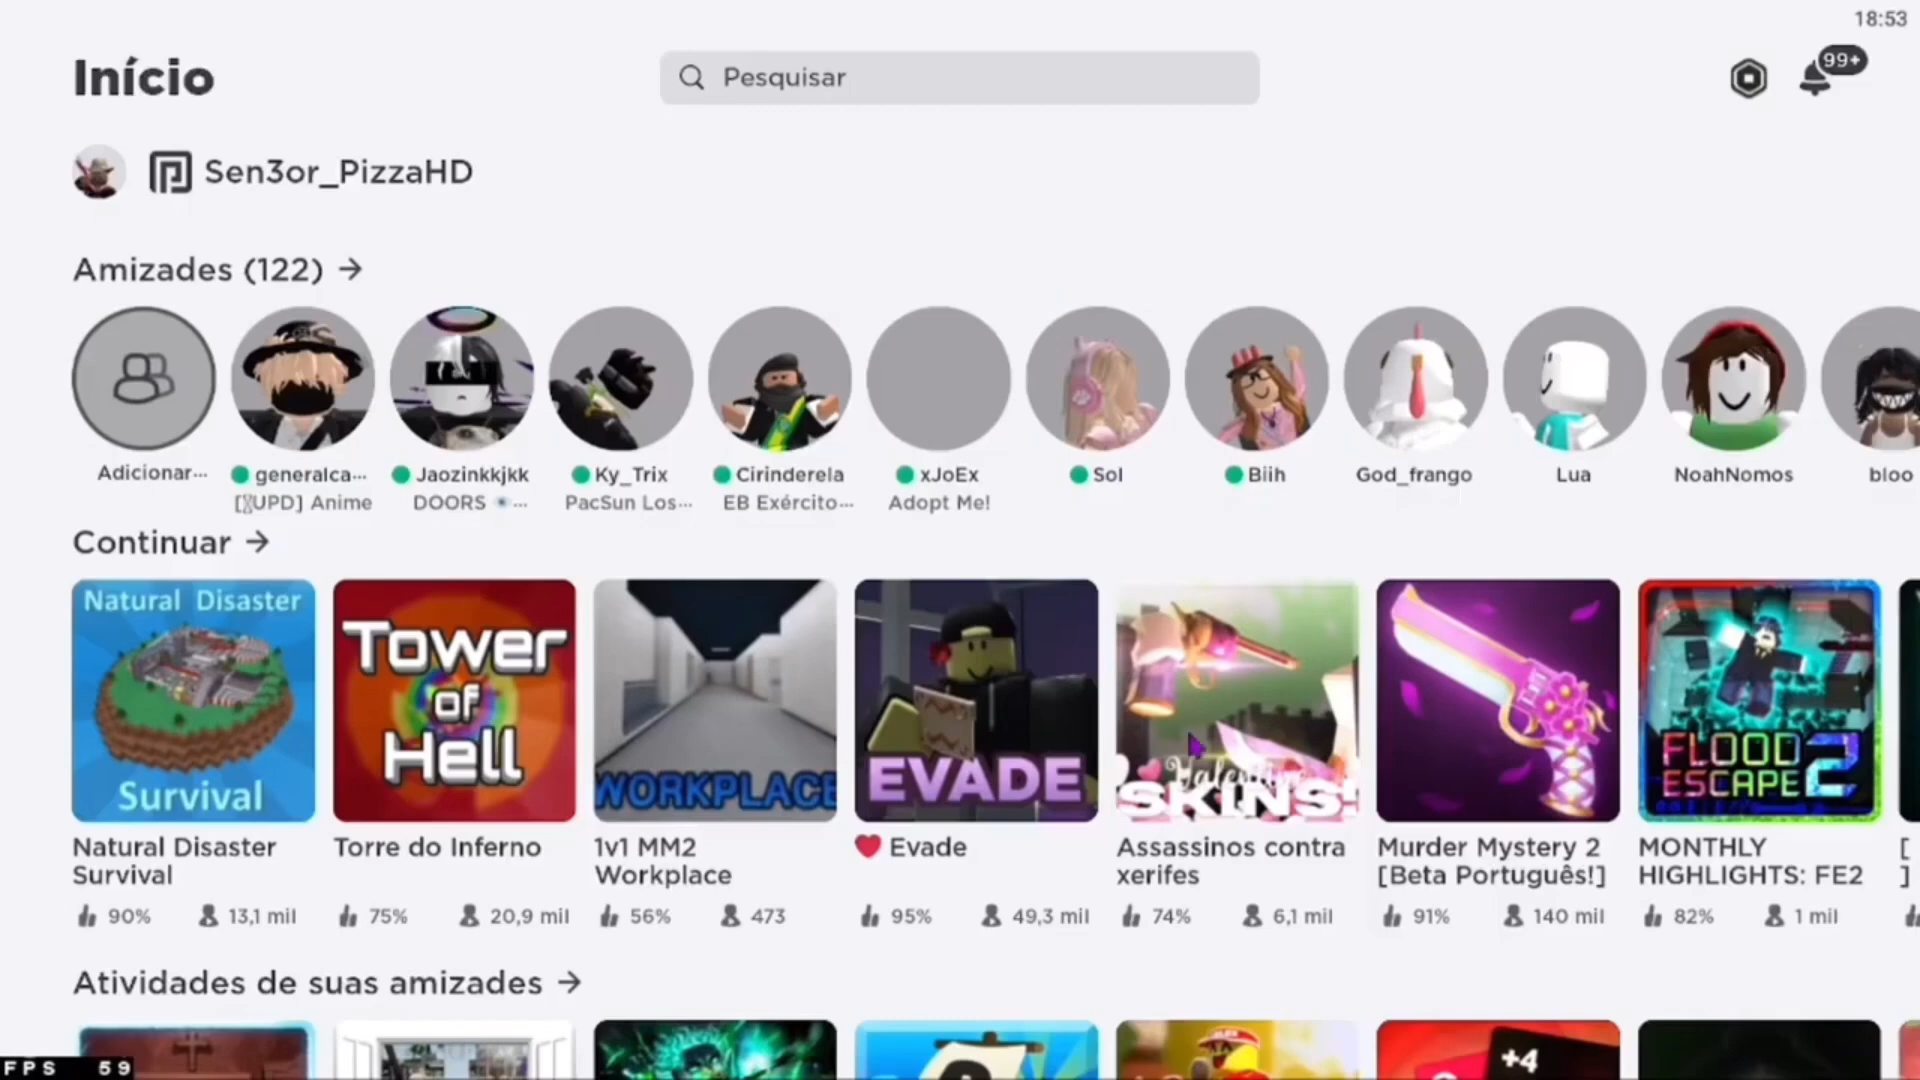 18:53
Início
Pesquisar
99+
Sen3or_PizzaHD
Amizades (122) →
Adicionar...
generalca...
Jaozinkkjkk
Ky_Trix
Cirinderela
xJoEx
Sol
Biih
God_frango
Lua
NoahNomos
bloo
UPD] Anime
DOORS 👁...
PacSun Los...
EB Exército...
Adopt Me!
Continuar →
Natural Disaster
Survival
Tower
of
Hell
WORKPLACE
EVADE
Valentine
SKINS!
FLOOD
ESCAPE 2
Natural Disaster
Survival
Torre do Inferno
1v1 MM2
Workplace
❤ Evade
Assassinos contra
xerifes
Murder Mystery 2
[Beta Português!]
MONTHLY
HIGHLIGHTS: FE2
[
]
90% 13,1 mil
75% 20,9 mil
56% 473
95% 49,3 mil
74% 6,1 mil
91% 140 mil
82% 1 mil
Atividades de suas amizades →
+4
FPS 59